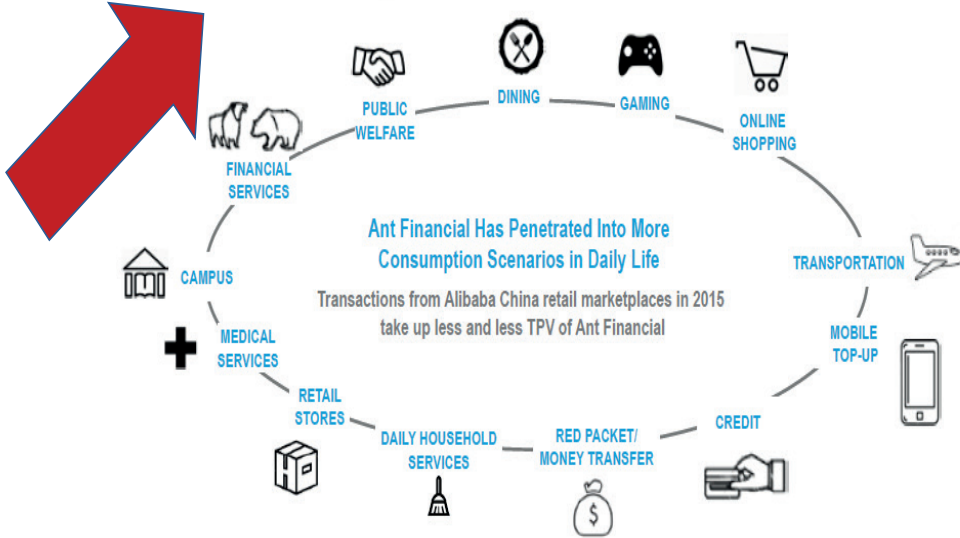 DINING
GAMING
PUBLIC
WELFARE
ONLINE
SHOPPING
FINANCIAL
SERVICES
Ant Financial Has Penetrated Into More
Consumption Scenarios in Daily Life
TRANSPORTATION
CAMPUS
Transactions from Alibaba China retail marketplaces in 2015
take up less and less TPV of Ant Financial
MOBILE
TOP-UP
MEDICAL
SERVICES
RETAIL
STORES
CREDIT
DAILY HOUSEHOLD
SERVICES
RED PACKET/
MONEY TRANSFER
$